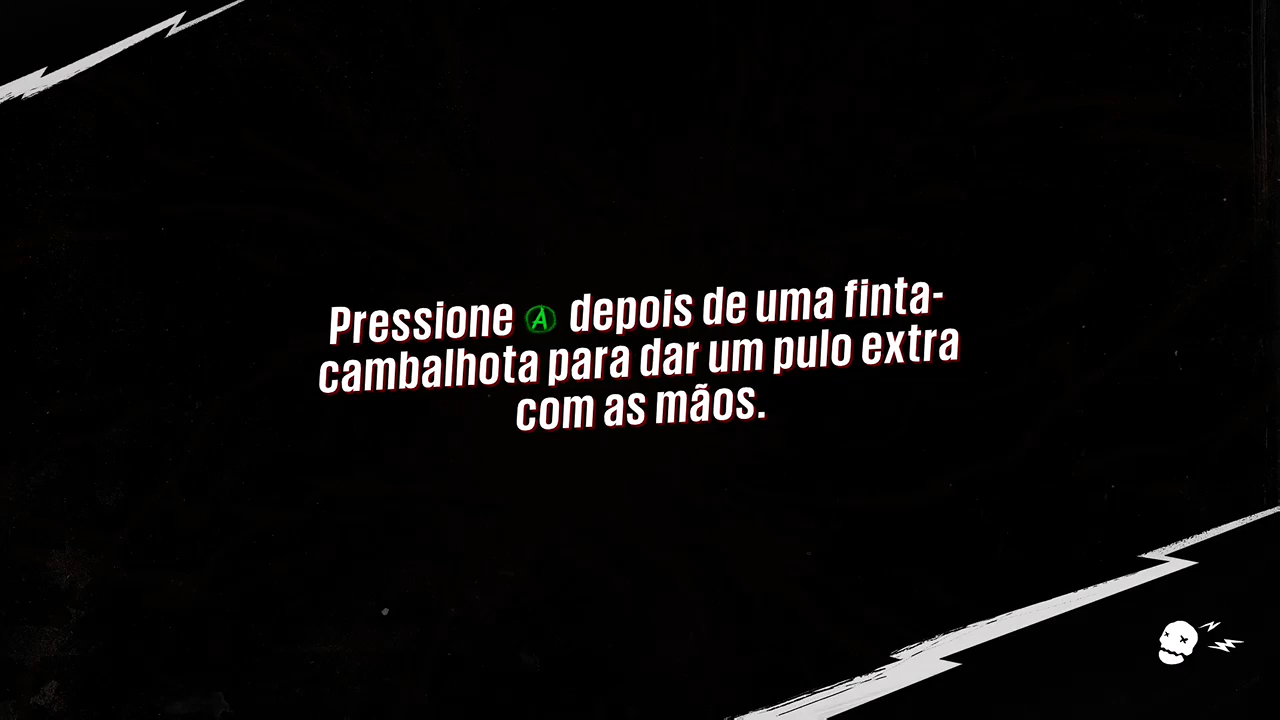 Pressione A depois de uma finta-
cambalhota para dar um pulo extra
com as mãos.